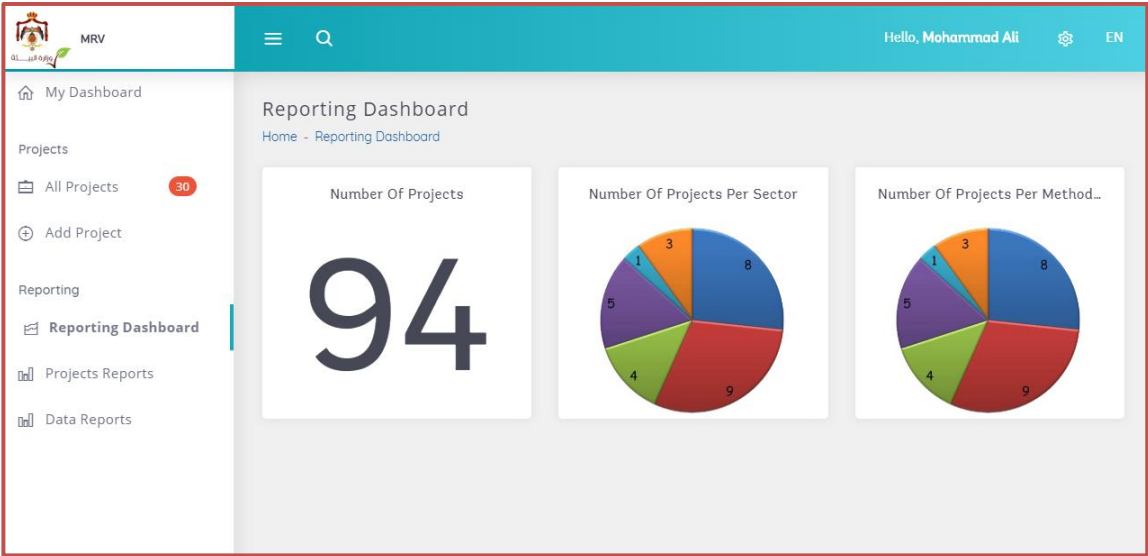 MRV
وزارة البيـــئة
Hello, Mohammad Ali
EN
My Dashboard
Projects
All Projects 30
Add Project
Reporting
Reporting Dashboard
Projects Reports
Data Reports
Reporting Dashboard
Home - Reporting Dashboard
Number Of Projects
94
Number Of Projects Per Sector
3
1
8
5
4
9
Number Of Projects Per Method...
3
1
8
5
4
9